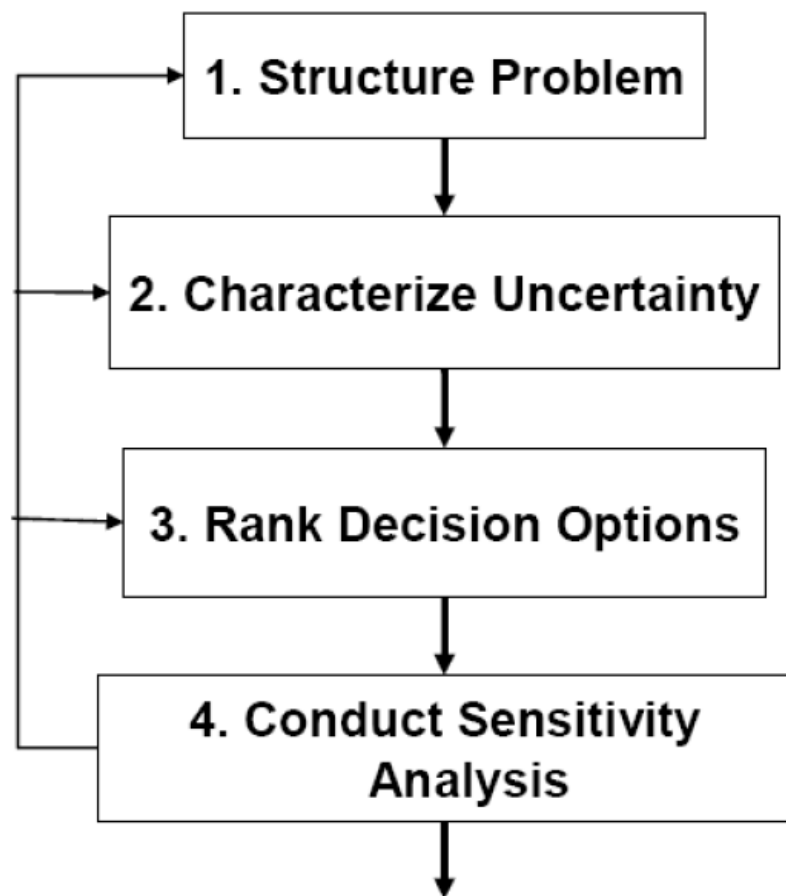 1. Structure Problem
2. Characterize Uncertainty
3. Rank Decision Options
4. Conduct Sensitivity
Analysis